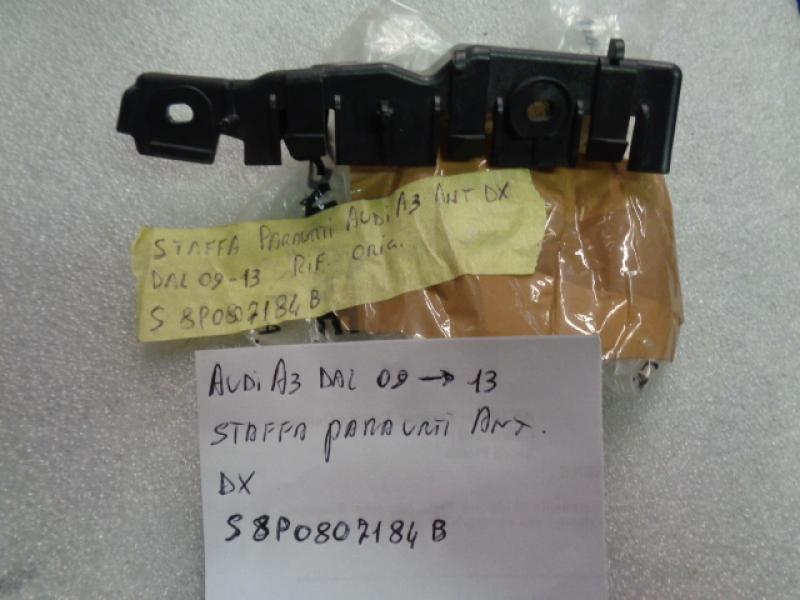 STAFFA PARAURTI AUDI A3 ANT DX
DAL 09-13 RIF. ORIG.
S 8P0807184 B
AUDI A3 DAL 09 → 13
STAFFA PARAURTI ANT.
DX
S 8P0807184 B